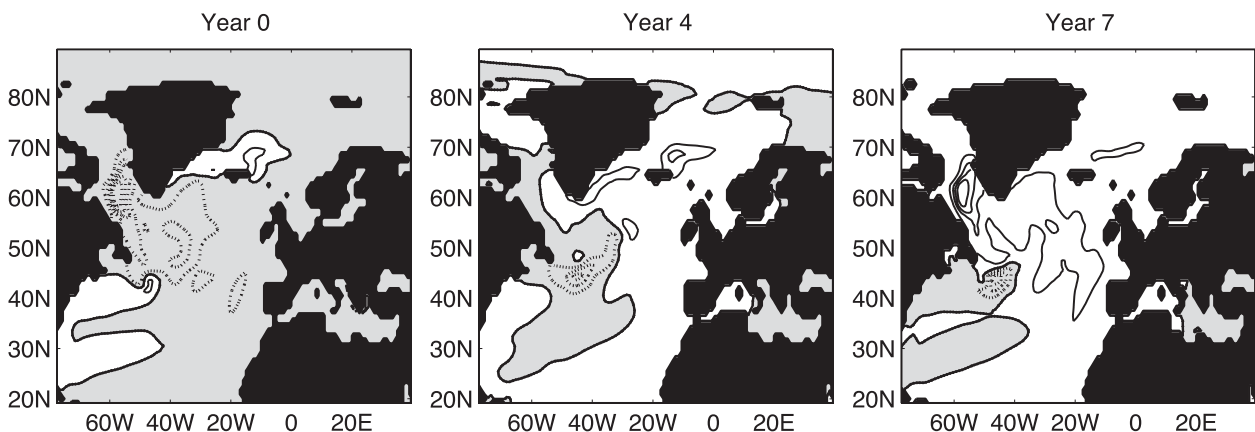 Year 0 Year 4 Year 7
80N 80N 80N
70N 70N 70N
60N 60N 60N
50N 50N 50N
40N 40N 40N
30N 30N 30N
20N 20N 20N
60W 40W 20W 0 20E 60W 40W 20W 0 20E 60W 40W 20W 0 20E